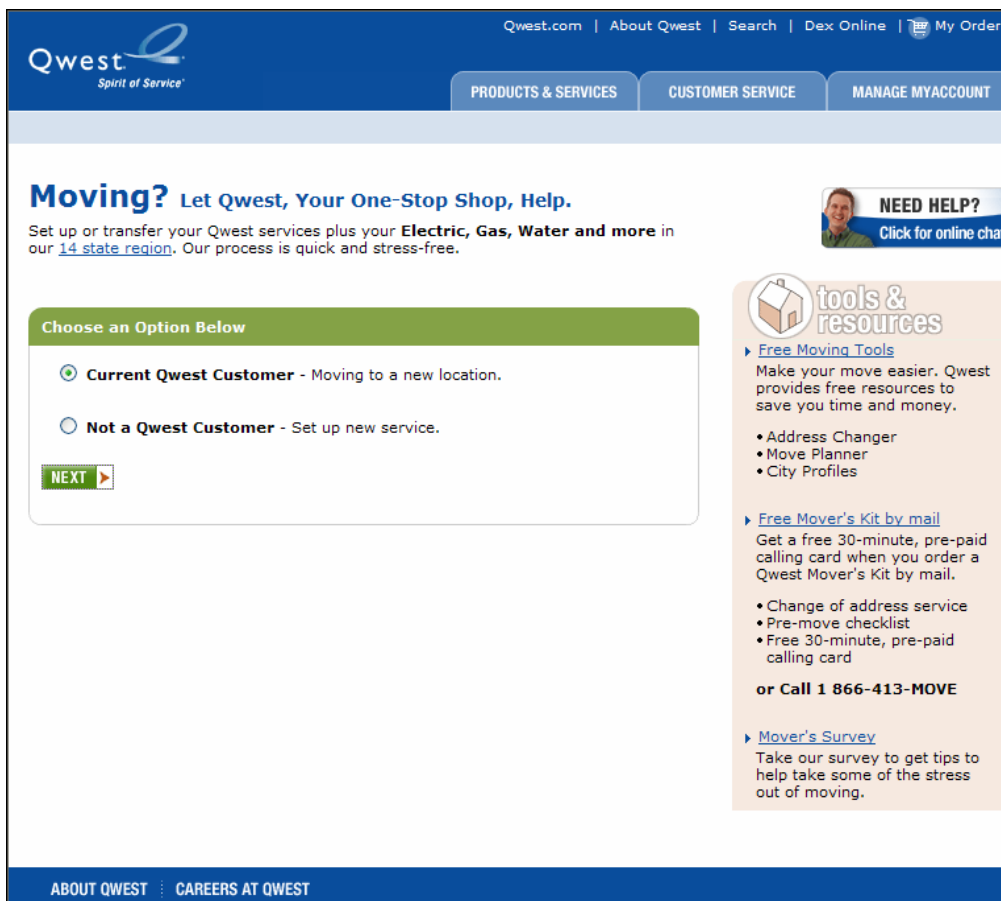 Qwest.com | About Qwest | Search | Dex Online | My Order
Qwest
Spirit of Service
PRODUCTS & SERVICES
CUSTOMER SERVICE
MANAGE MYACCOUNT
Moving? Let Qwest, Your One-Stop Shop, Help.
Set up or transfer your Qwest services plus your Electric, Gas, Water and more in
our 14 state region. Our process is quick and stress-free.
NEED HELP?
Click for online cha
Choose an Option Below
Current Qwest Customer - Moving to a new location.
Not a Qwest Customer - Set up new service.
NEXT
tools &
resources
Free Moving Tools
Make your move easier. Qwest
provides free resources to
save you time and money.
• Address Changer
• Move Planner
• City Profiles
Free Mover's Kit by mail
Get a free 30-minute, pre-paid
calling card when you order a
Qwest Mover's Kit by mail.
• Change of address service
• Pre-move checklist
• Free 30-minute, pre-paid
calling card
or Call 1 866-413-MOVE
Mover's Survey
Take our survey to get tips to
help take some of the stress
out of moving.
ABOUT QWEST
CAREERS AT QWEST